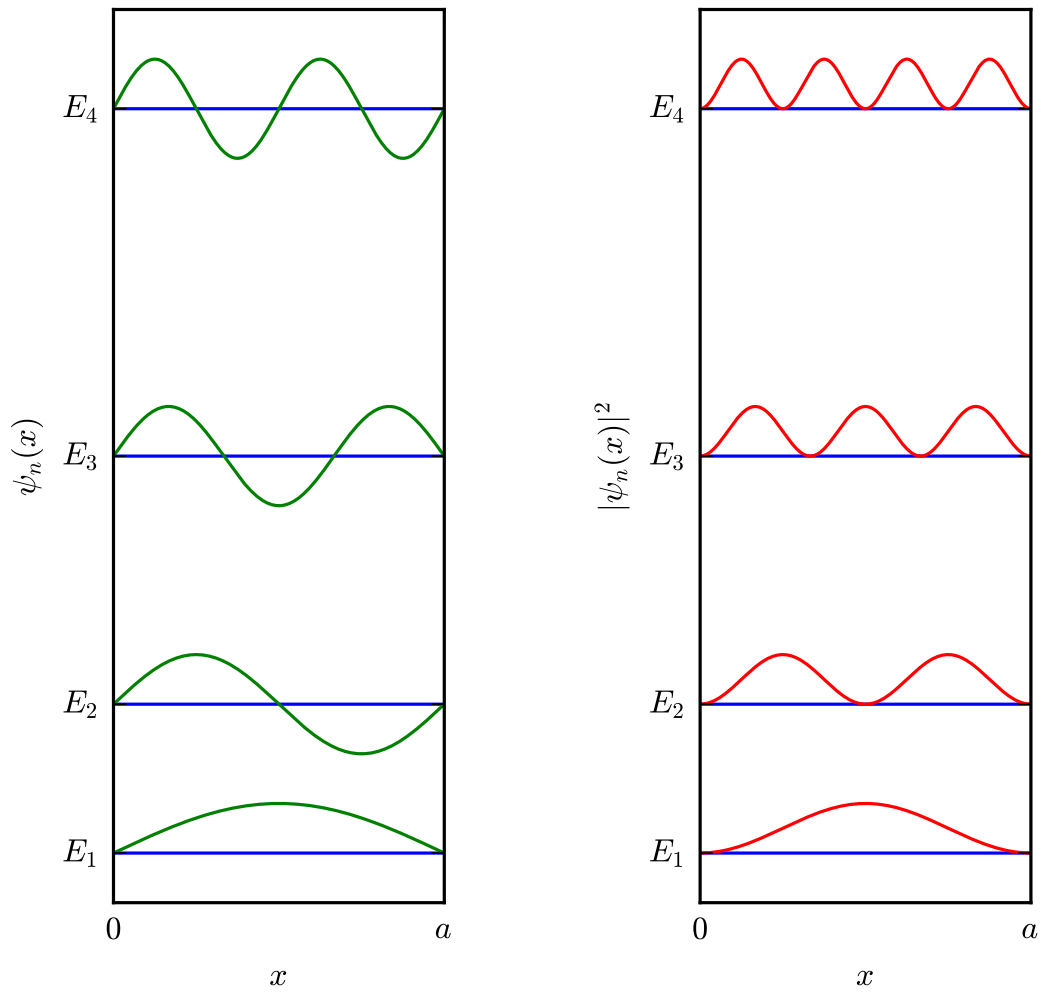 ψₙ(x)
E₄
E₃
E₂
E₁
0
a
x
|ψₙ(x)|²
E₄
E₃
E₂
E₁
0
a
x